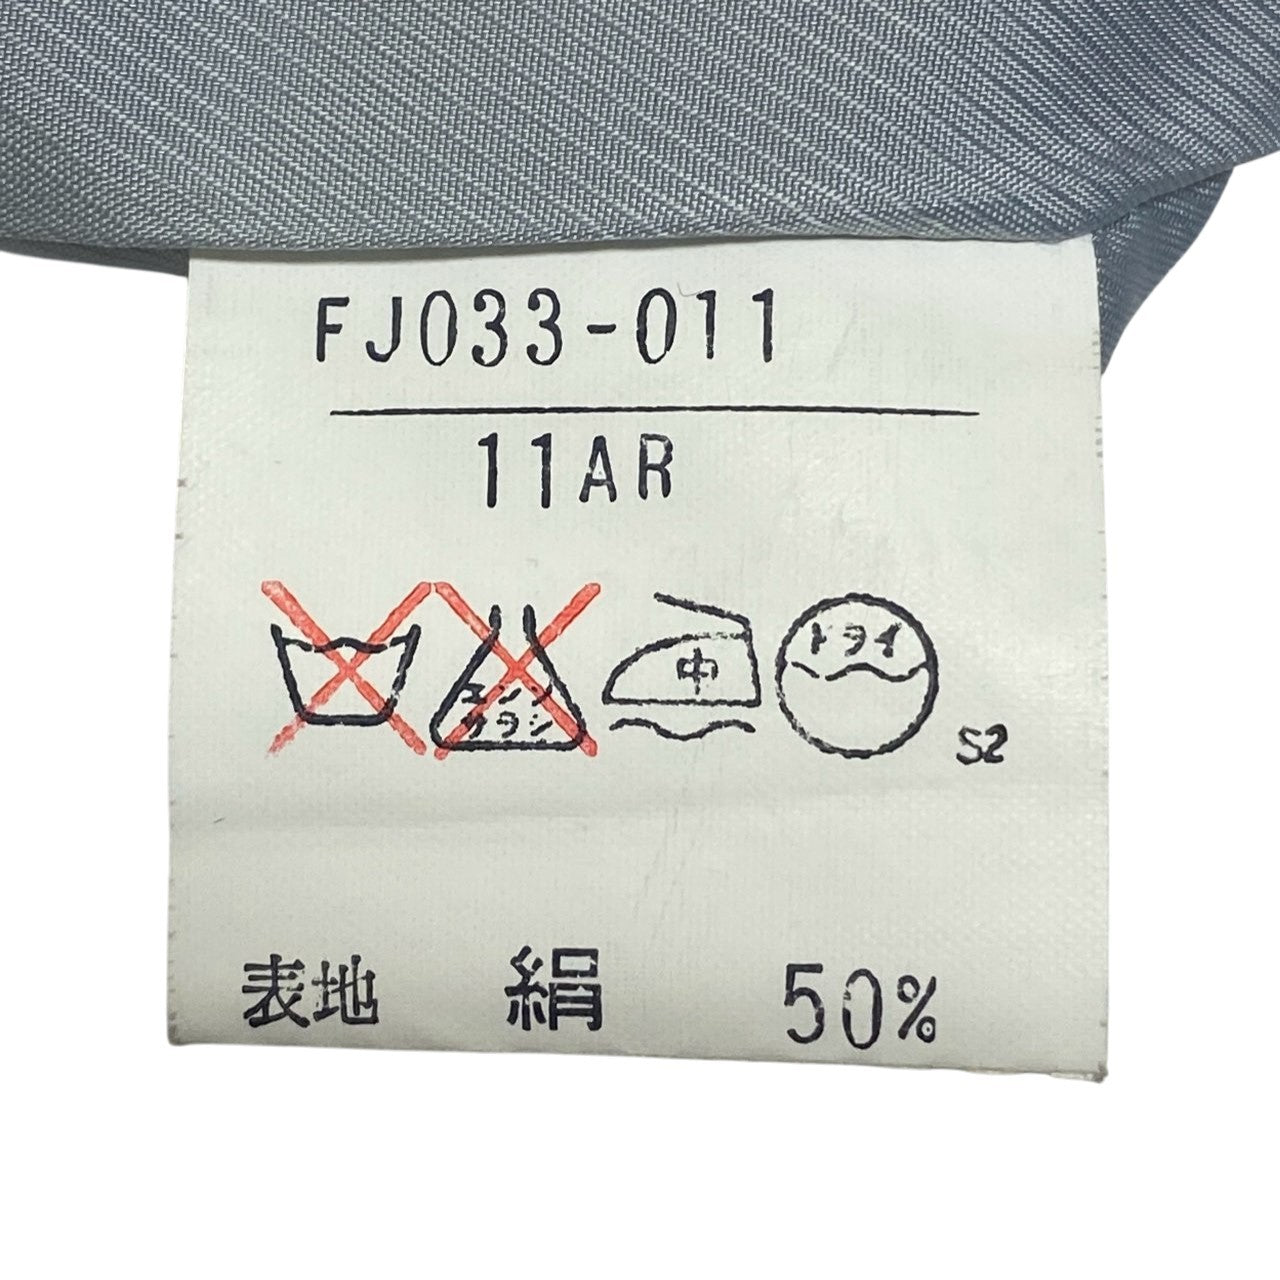 FJ033-011
11AR
エンソ
サラシ
中
ドライ
S2
表地 絹 50%